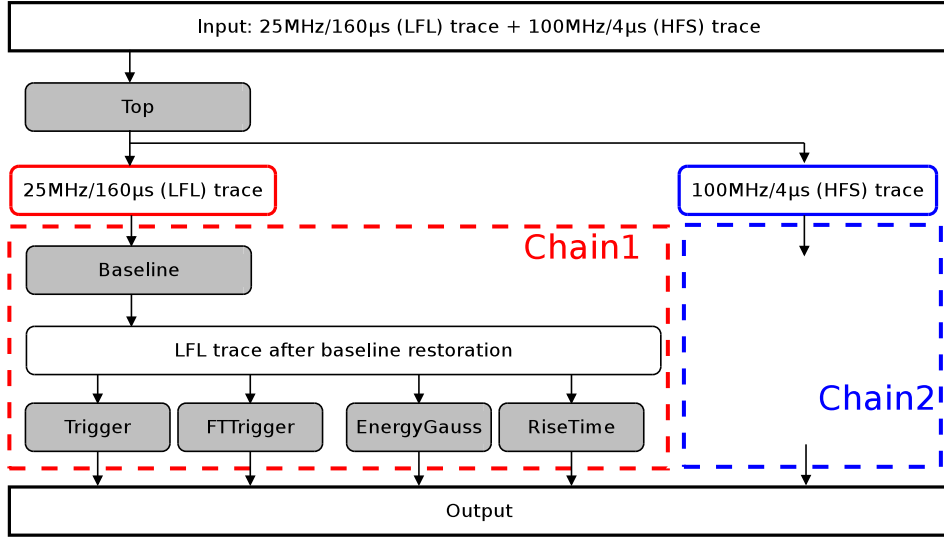 Input: 25MHz/160μs (LFL) trace + 100MHz/4μs (HFS) trace
Top
25MHz/160μs (LFL) trace
100MHz/4μs (HFS) trace
Chain1
Baseline
LFL trace after baseline restoration
Chain2
Trigger
FTTrigger
EnergyGauss
RiseTime
Output